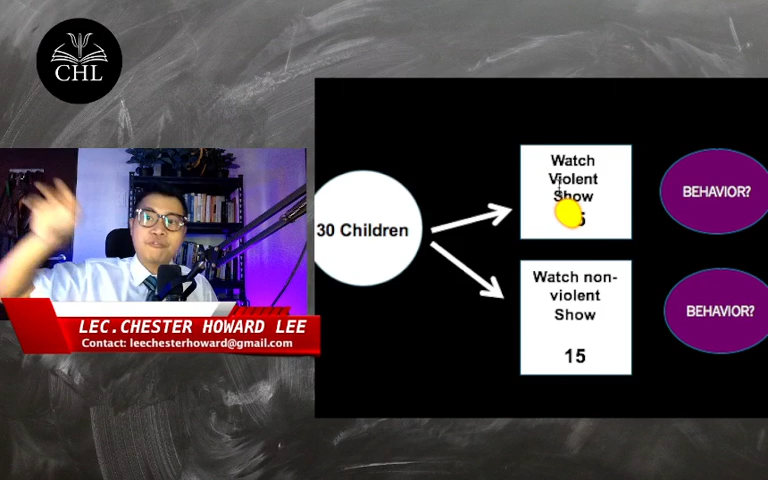 CHL
30 Children
Watch
Violent
Show
BEHAVIOR?
Watch non-
violent
Show
15
BEHAVIOR?
LEC.CHESTER HOWARD LEE
Contact: leechesterhoward@gmail.com